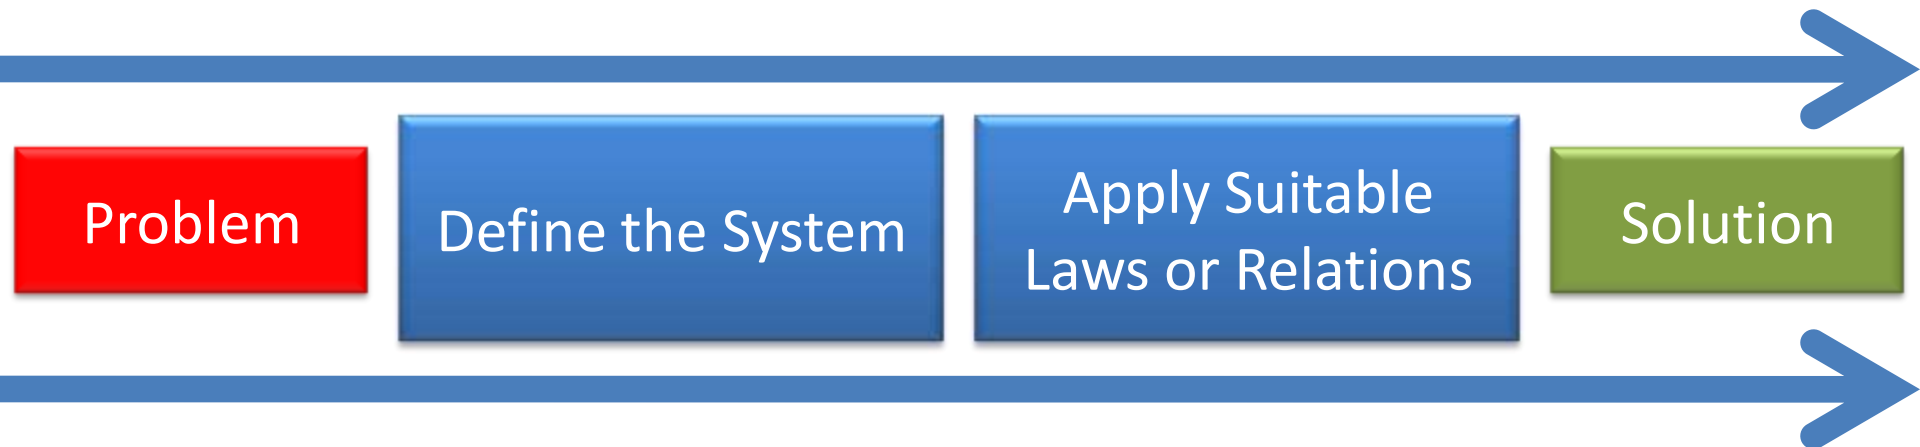 Problem
Define the System
Apply Suitable
Laws or Relations
Solution